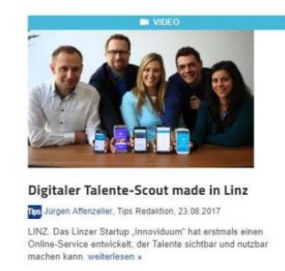 VIDEO
Digitaler Talente-Scout made in Linz
Tips Jürgen Affenzeller, Tips Redaktion, 23.08.2017
LINZ. Das Linzer Startup „Innoviduum" hat erstmals einen
Online-Service entwickelt, der Talente sichtbar und nutzbar
machen kann. weiterlesen »